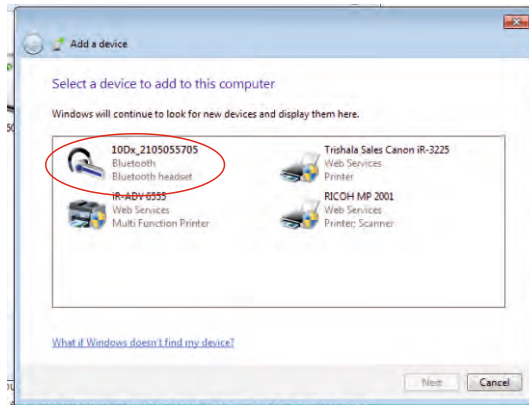 Add a device
Select a device to add to this computer
Windows will continue to look for new devices and display them here.
10Dx_2105055705
Bluetooth
Bluetooth headset
Trishala Sales Canon iR-3225
Web Services
Printer
iR-ADV 6555
Web Services
Multi Function Printer
RICOH MP 2001
Web Services
Printer; Scanner
What if Windows doesn't find my device?
Next
Cancel